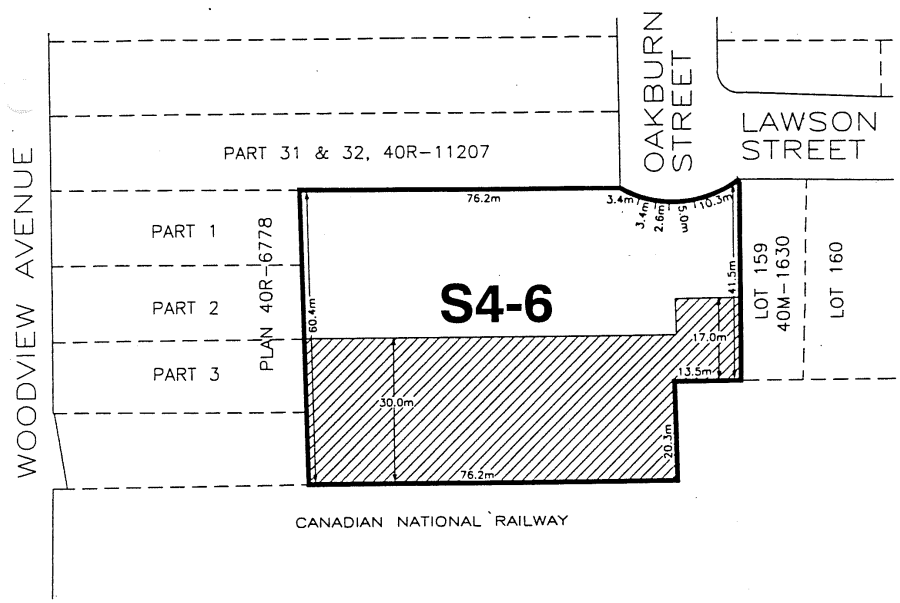 OAKBURN
STREET
LAWSON
STREET
PART 31 & 32, 40R-11207
WOODVIEW AVENUE
76.2m
3.4m
3.4m
2.6m
5.0m
10.3m
PART 1
PLAN 40R-6778
PART 2
PART 3
60.4m
S4-6
41.5m
LOT 159
40M-1630
LOT 160
17.0m
13.5m
30.0m
20.3m
76.2m
CANADIAN NATIONAL RAILWAY